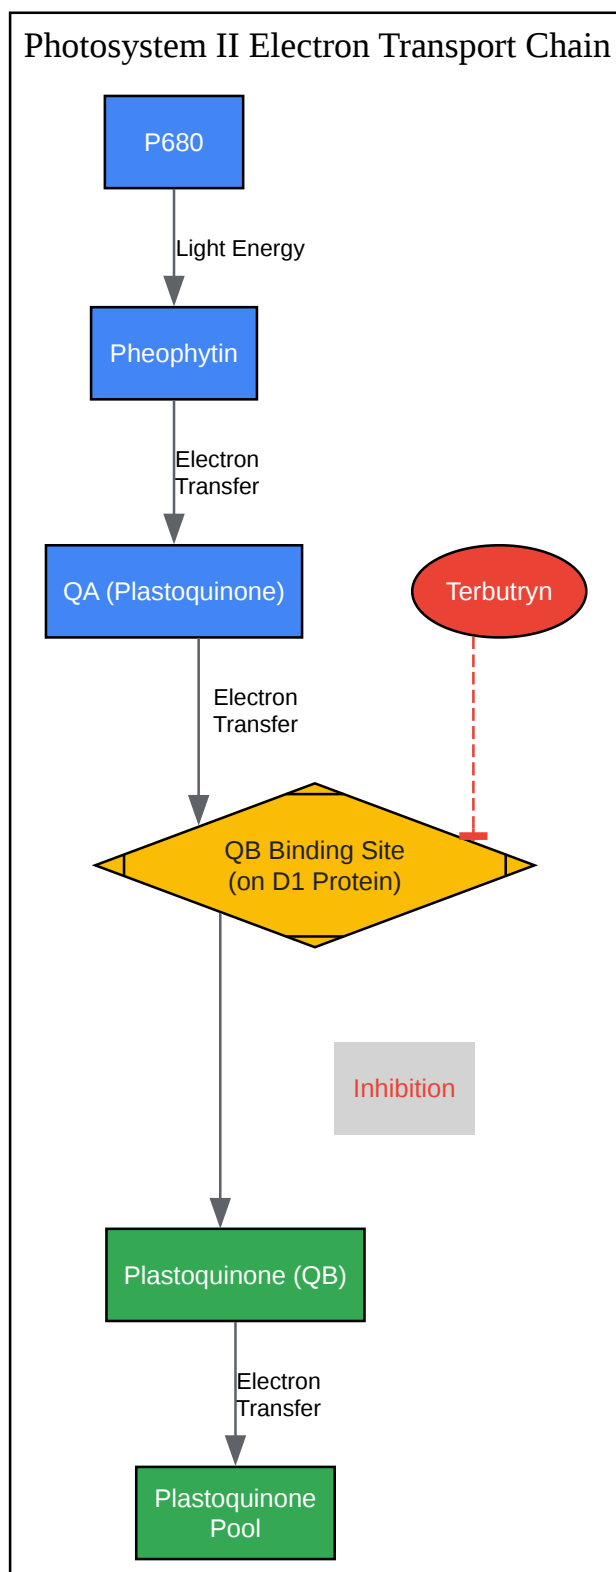 Photosystem II Electron Transport Chain
P680
Light Energy
Pheophytin
Electron
Transfer
QA (Plastoquinone)
Terbutryn
Electron
Transfer
QB Binding Site
(on D1 Protein)
Inhibition
Plastoquinone (QB)
Electron
Transfer
Plastoquinone
Pool